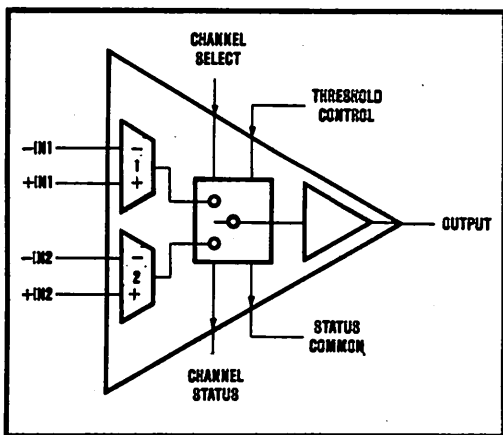 CHANNEL
SELECT
THRESHOLD
CONTROL
-IN1
+IN1
-
1
+
-IN2
+IN2
-
2
+
OUTPUT
STATUS
COMMON
CHANNEL
STATUS